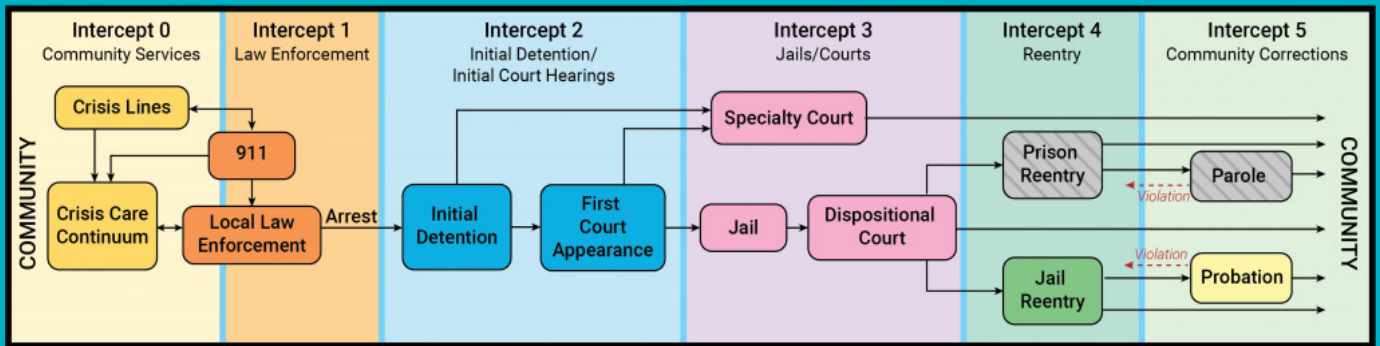 Intercept 0
Community Services
Intercept 1
Law Enforcement
Intercept 2
Initial Detention/
Initial Court Hearings
Intercept 3
Jails/Courts
Intercept 4
Reentry
Intercept 5
Community Corrections
COMMUNITY
Crisis Lines
911
Crisis Care
Continuum
Local Law
Enforcement
Arrest
Initial
Detention
First
Court
Appearance
Specialty Court
Jail
Dispositional
Court
Prison
Reentry
Parole
Violation
Jail
Reentry
Violation
Probation
COMMUNITY